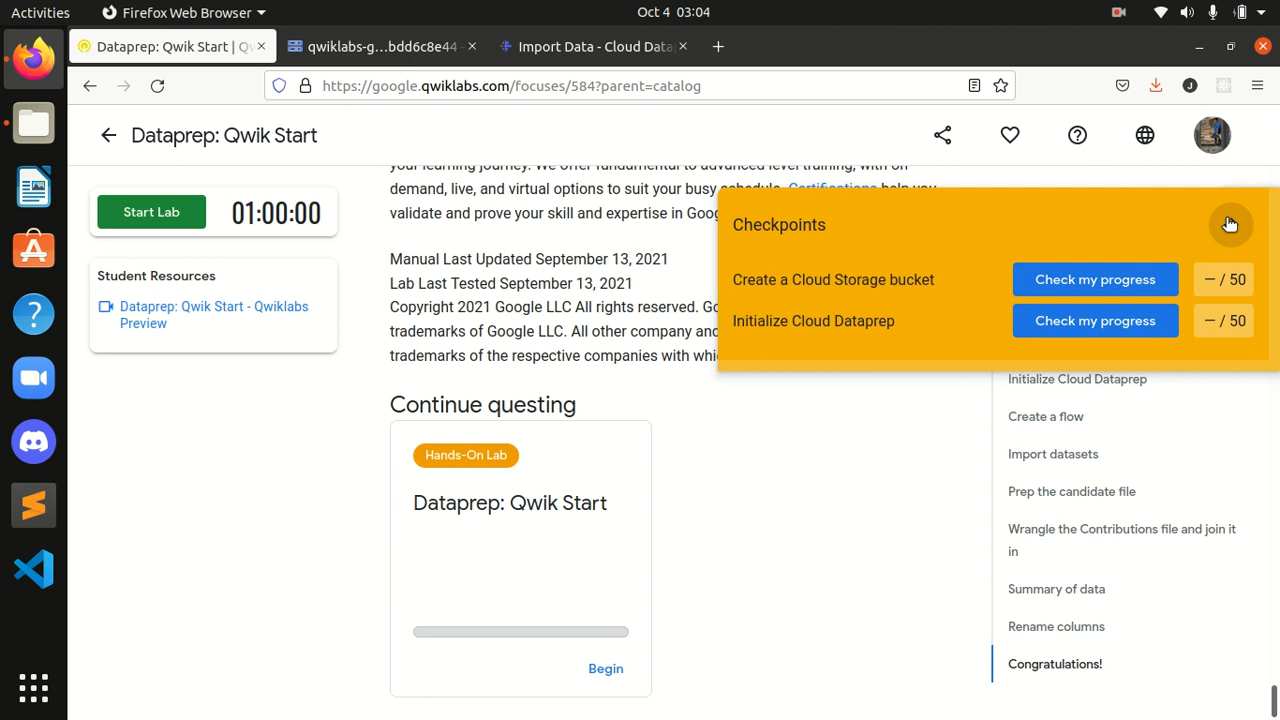 Activities
Firefox Web Browser
Oct 4 03:04
Dataprep: Qwik Start | Qw
qwiklabs-g…bdd6c8e44 -
Import Data - Cloud Data
https://google.qwiklabs.com/focuses/584?parent=catalog
J
Dataprep: Qwik Start
Start Lab
01:00:00
Student Resources
Dataprep: Qwik Start - Qwiklabs
Preview
your learning journey. We offer fundamental to advanced level training, with on-
demand, live, and virtual options to suit your busy schedule. Certifications help you
validate and prove your skill and expertise in Goog
Manual Last Updated September 13, 2021
Lab Last Tested September 13, 2021
Copyright 2021 Google LLC All rights reserved. Go
trademarks of Google LLC. All other company and
trademarks of the respective companies with whic
Continue questing
Hands-On Lab
Dataprep: Qwik Start
Begin
Checkpoints
Create a Cloud Storage bucket
Check my progress
– / 50
Initialize Cloud Dataprep
Check my progress
– / 50
Initialize Cloud Dataprep
Create a flow
Import datasets
Prep the candidate file
Wrangle the Contributions file and join it
in
Summary of data
Rename columns
Congratulations!